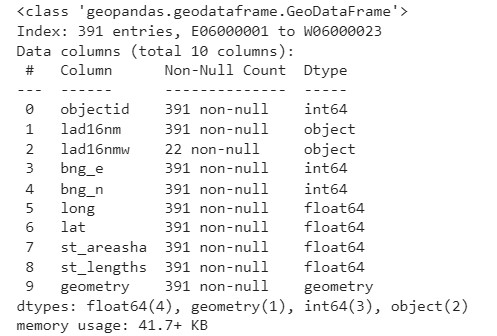 <class 'geopandas.geodataframe.GeoDataFrame'>
Index: 391 entries, E06000001 to W06000023
Data columns (total 10 columns):
 #   Column     Non-Null Count  Dtype
---  ------     --------------  -----
 0   objectid   391 non-null    int64
 1   lad16nm    391 non-null    object
 2   lad16nmw   22 non-null     object
 3   bng_e      391 non-null    int64
 4   bng_n      391 non-null    int64
 5   long       391 non-null    float64
 6   lat        391 non-null    float64
 7   st_areasha 391 non-null    float64
 8   st_lengths 391 non-null    float64
 9   geometry   391 non-null    geometry
dtypes: float64(4), geometry(1), int64(3), object(2)
memory usage: 41.7+ KB